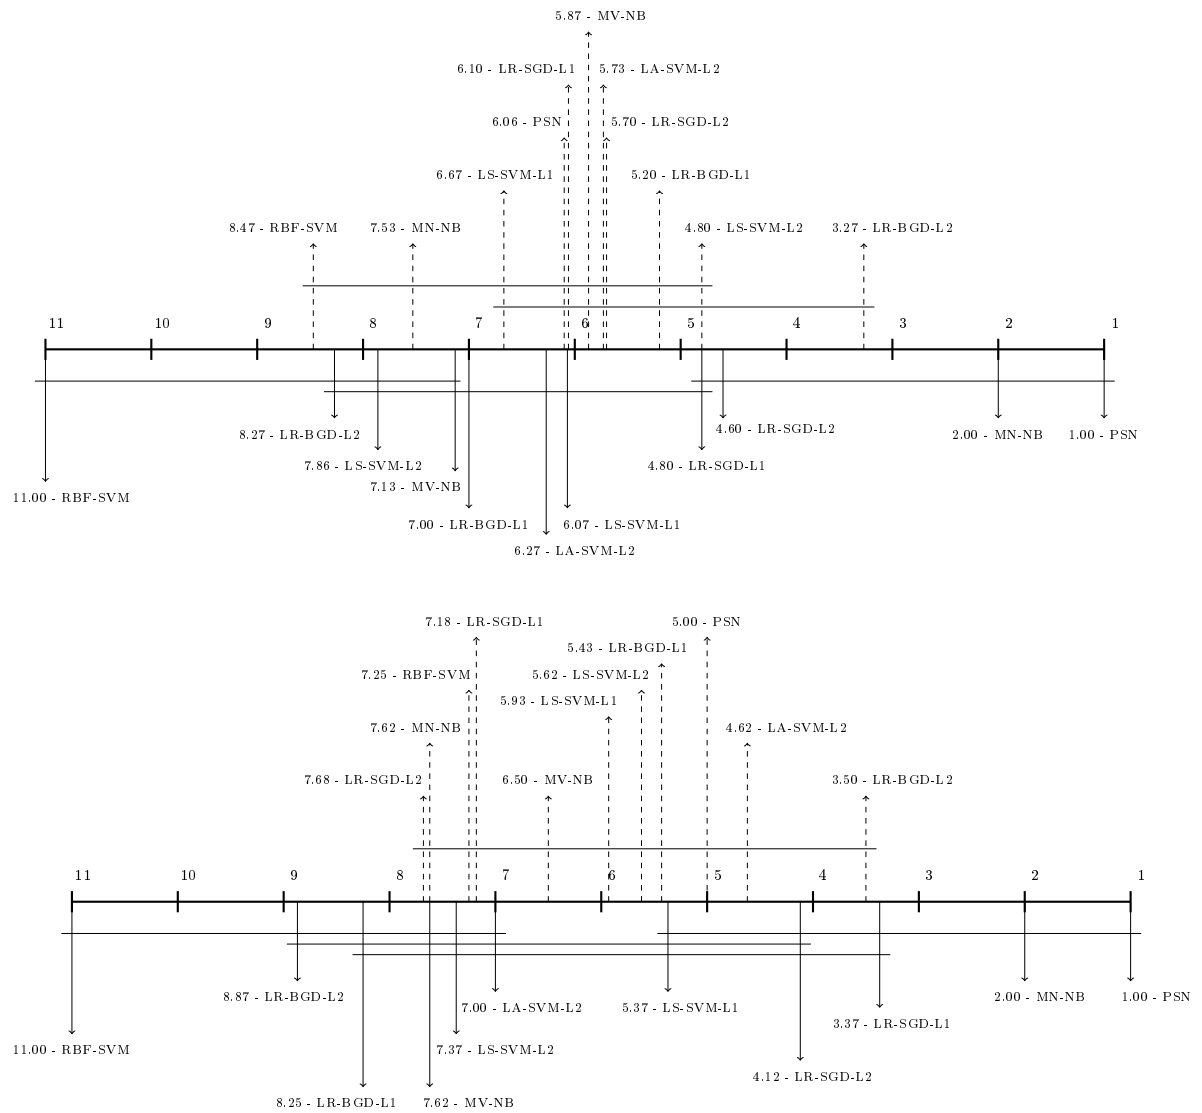 5.87 - MV-NB
6.10 - LR-SGD-L1 5.73 - LA-SVM-L2
6.06 - PSN 5.70 - LR-SGD-L2
6.67 - LS-SVM-L1 5.20 - LR-BGD-L1
8.47 - RBF-SVM 7.53 - MN-NB 4.80 - LS-SVM-L2 3.27 - LR-BGD-L2
11 10 9 8 7 6 5 4 3 2 1
8.27 - LR-BGD-L2 4.60 - LR-SGD-L2 2.00 - MN-NB 1.00 - PSN
7.86 - LS-SVM-L2 4.80 - LR-SGD-L1
7.13 - MV-NB
11.00 - RBF-SVM
7.00 - LR-BGD-L1 6.07 - LS-SVM-L1
6.27 - LA-SVM-L2
7.18 - LR-SGD-L1 5.00 - PSN
5.43 - LR-BGD-L1
7.25 - RBF-SVM 5.62 - LS-SVM-L2
5.93 - LS-SVM-L1
7.62 - MN-NB 4.62 - LA-SVM-L2
7.68 - LR-SGD-L2 6.50 - MV-NB 3.50 - LR-BGD-L2
11 10 9 8 7 6 5 4 3 2 1
8.87 - LR-BGD-L2 2.00 - MN-NB 1.00 - PSN
7.00 - LA-SVM-L2 5.37 - LS-SVM-L1
3.37 - LR-SGD-L1
11.00 - RBF-SVM 7.37 - LS-SVM-L2
4.12 - LR-SGD-L2
8.25 - LR-BGD-L1 7.62 - MV-NB